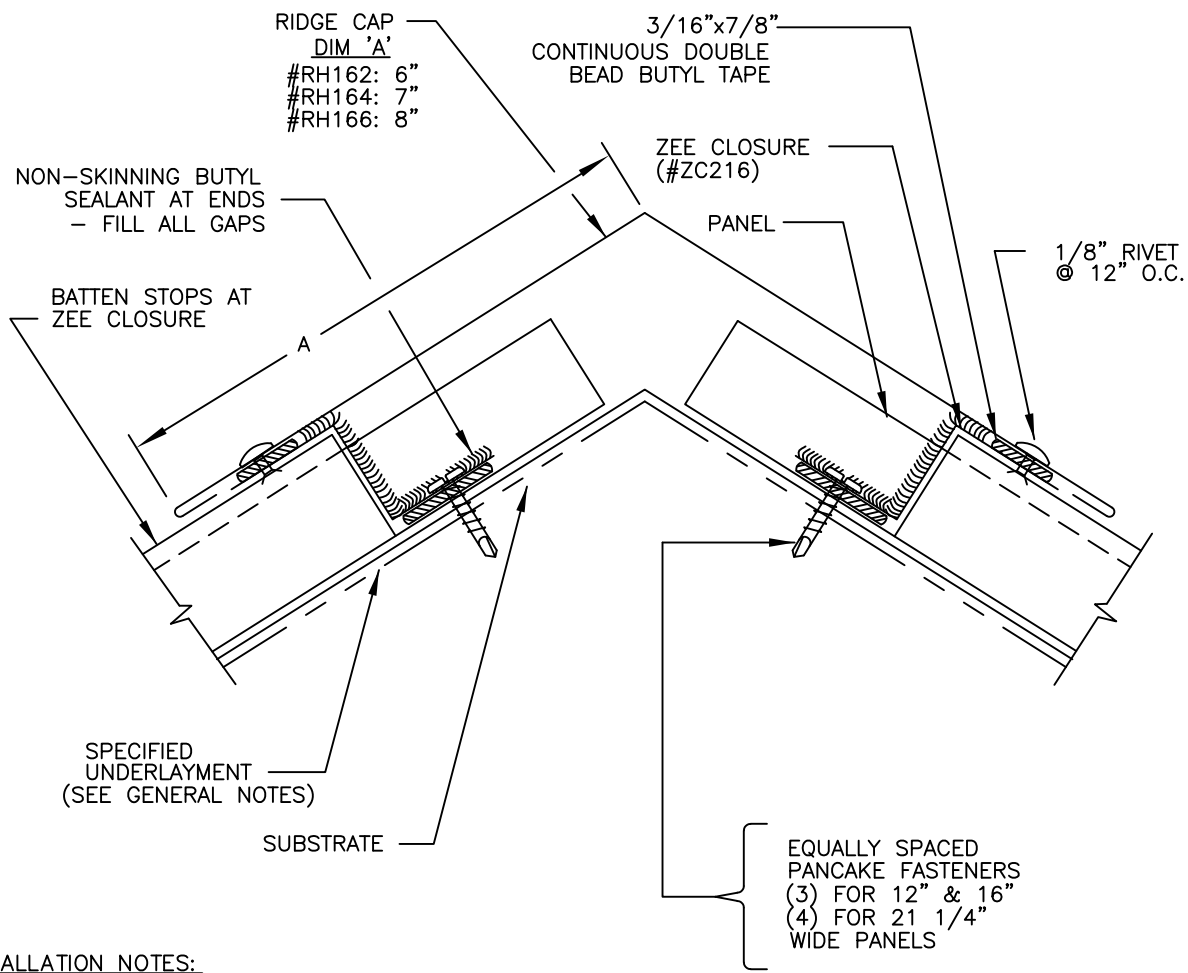 RIDGE CAP
DIM 'A'
#RH162: 6"
#RH164: 7"
#RH166: 8"
3/16"x7/8"
CONTINUOUS DOUBLE
BEAD BUTYL TAPE
ZEE CLOSURE
(#ZC216)
NON-SKINNING BUTYL
SEALANT AT ENDS
- FILL ALL GAPS
PANEL
1/8" RIVET
@ 12" O.C.
BATTEN STOPS AT
ZEE CLOSURE
A
SPECIFIED
UNDERLAYMENT
(SEE GENERAL NOTES)
SUBSTRATE
EQUALLY SPACED
PANCAKE FASTENERS
(3) FOR 12" & 16"
(4) FOR 21 1/4"
WIDE PANELS
ALLATION NOTES: